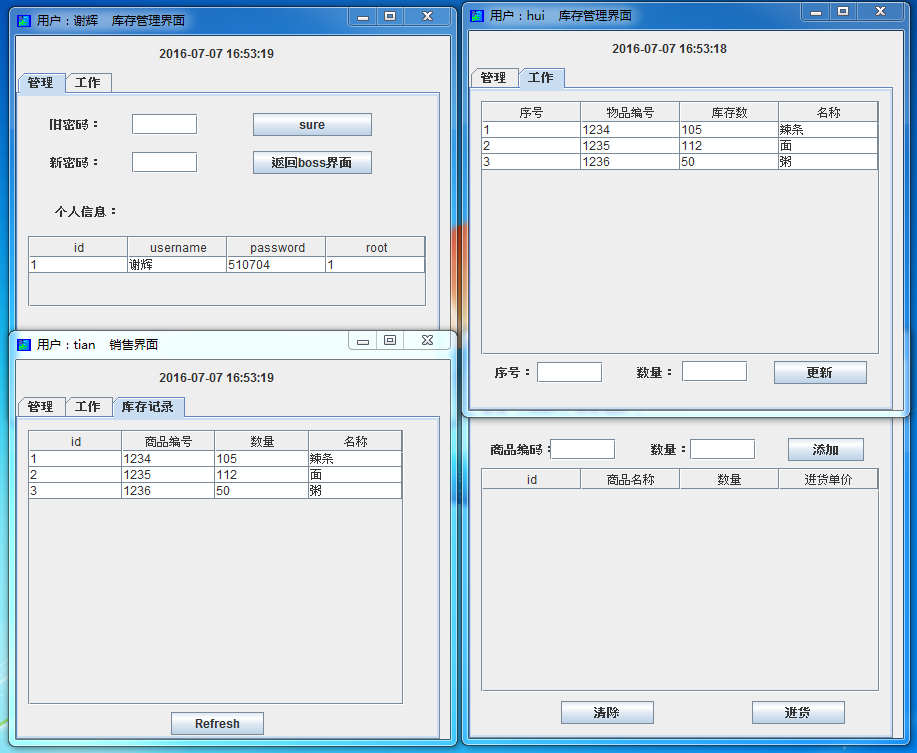 用户：谢辉 库存管理界面
2016-07-07 16:53:19
管理 工作
旧密码： sure
新密码： 返回boss界面
个人信息：
id username password root
1 谢辉 510704 1
用户：hui 库存管理界面
2016-07-07 16:53:18
管理 工作
序号 物品编号 库存数 名称
1 1234 105 辣条
2 1235 112 面
3 1236 50 粥
序号： 数量： 更新
用户：tian 销售界面
2016-07-07 16:53:19
管理 工作 库存记录
id 商品编号 数量 名称
1 1234 105 辣条
2 1235 112 面
3 1236 50 粥
Refresh
商品编码： 数量： 添加
id 商品名称 数量 进货单价
清除 进货